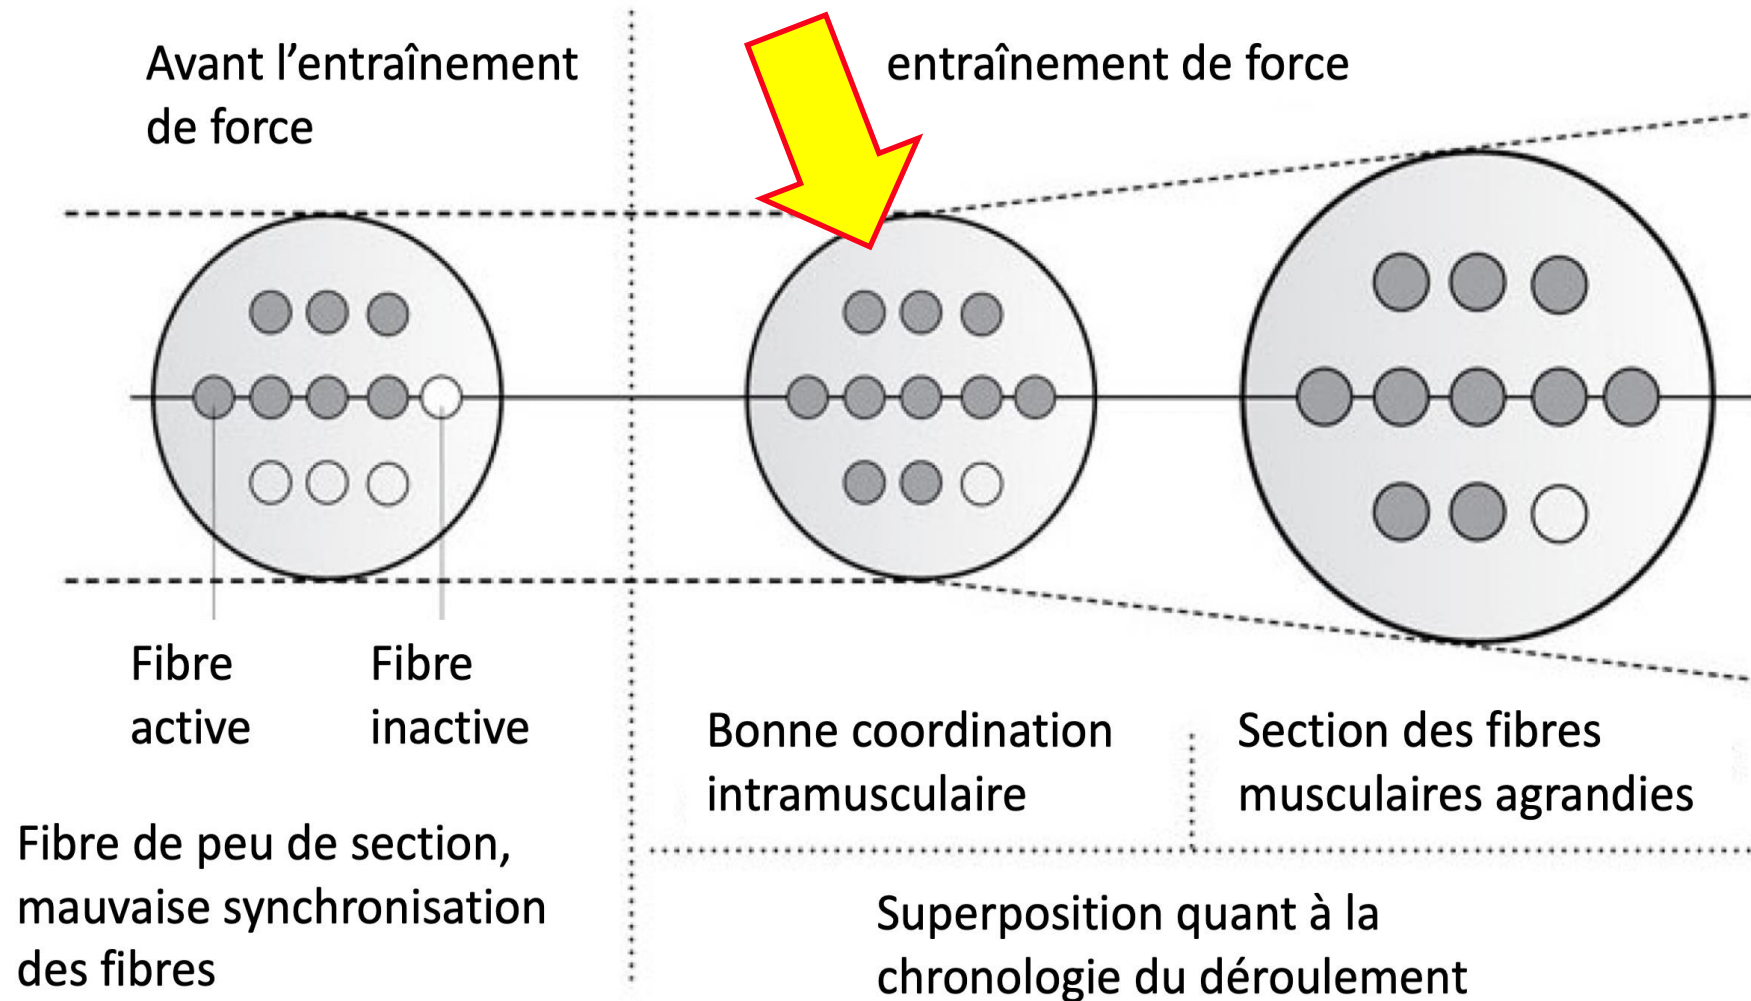 Avant l'entraînement
de force
entraînement de force
Fibre
active
Fibre
inactive
Fibre de peu de section,
mauvaise synchronisation
des fibres
Bonne coordination
intramusculaire
Section des fibres
musculaires agrandies
Superposition quant à la
chronologie du déroulement